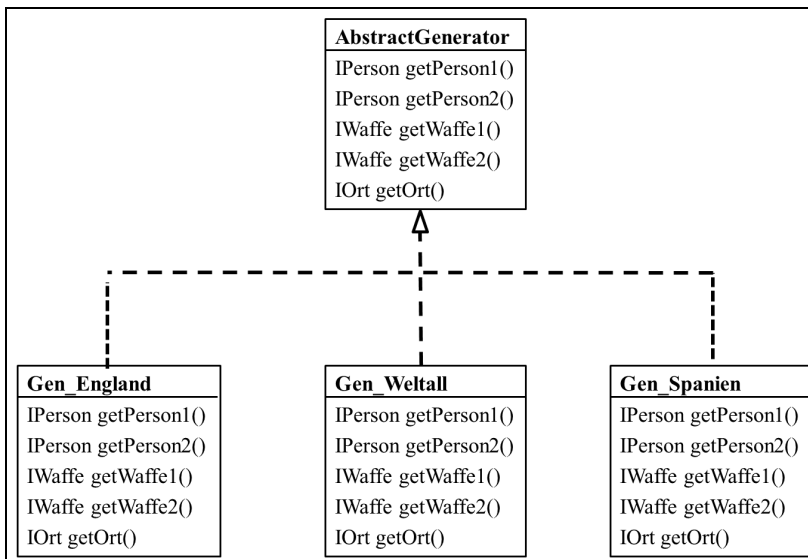 AbstractGenerator
IPerson getPerson1()
IPerson getPerson2()
IWaffe getWaffe1()
IWaffe getWaffe2()
IOrt getOrt()
Gen_England
IPerson getPerson1()
IPerson getPerson2()
IWaffe getWaffe1()
IWaffe getWaffe2()
IOrt getOrt()
Gen_Weltall
IPerson getPerson1()
IPerson getPerson2()
IWaffe getWaffe1()
IWaffe getWaffe2()
IOrt getOrt()
Gen_Spanien
IPerson getPerson1()
IPerson getPerson2()
IWaffe getWaffe1()
IWaffe getWaffe2()
IOrt getOrt()